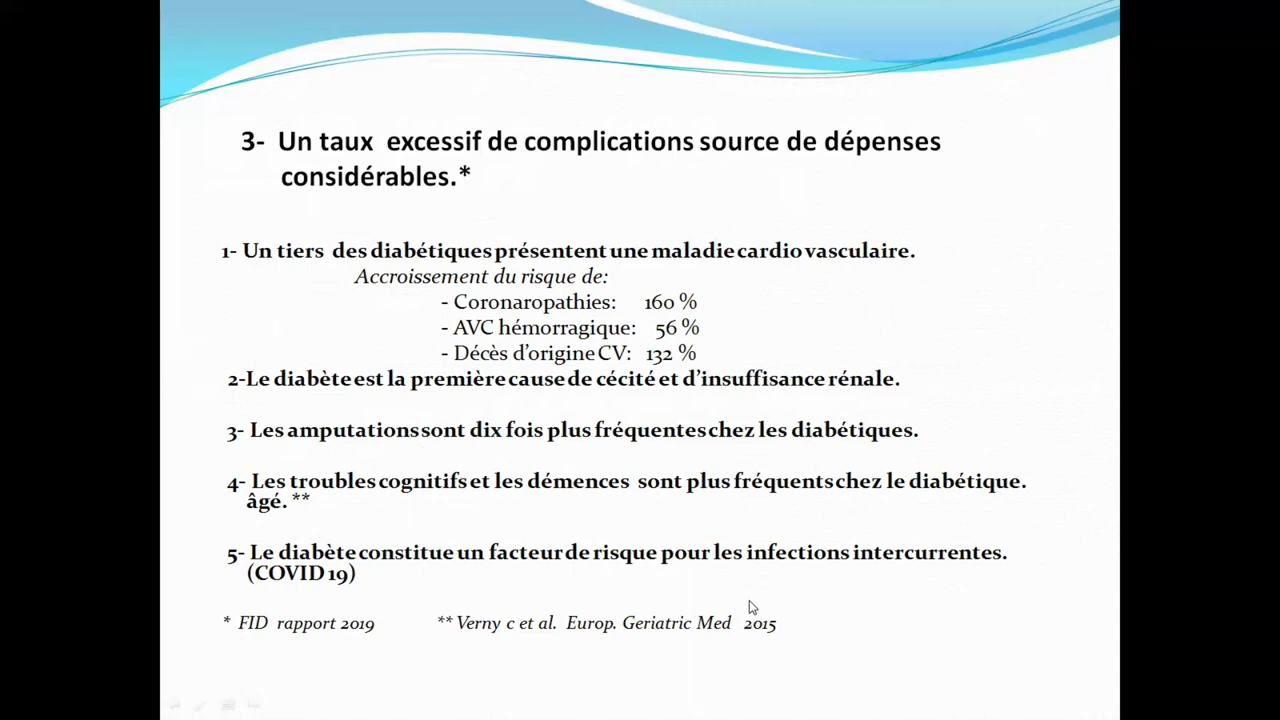 3- Un taux excessif de complications source de dépenses
considérables.*
1- Un tiers des diabétiques présentent une maladie cardio vasculaire.
Accroissement du risque de:
- Coronaropathies: 160 %
- AVC hémorragique: 56 %
- Décès d'origine CV: 132 %
2-Le diabète est la première cause de cécité et d'insuffisance rénale.
3- Les amputations sont dix fois plus fréquentes chez les diabétiques.
4- Les troubles cognitifs et les démences sont plus fréquents chez le diabétique.
âgé. **
5- Le diabète constitue un facteur de risque pour les infections intercurrentes.
(COVID 19)
* FID rapport 2019 ** Verny c et al. Europ. Geriatric Med 2015